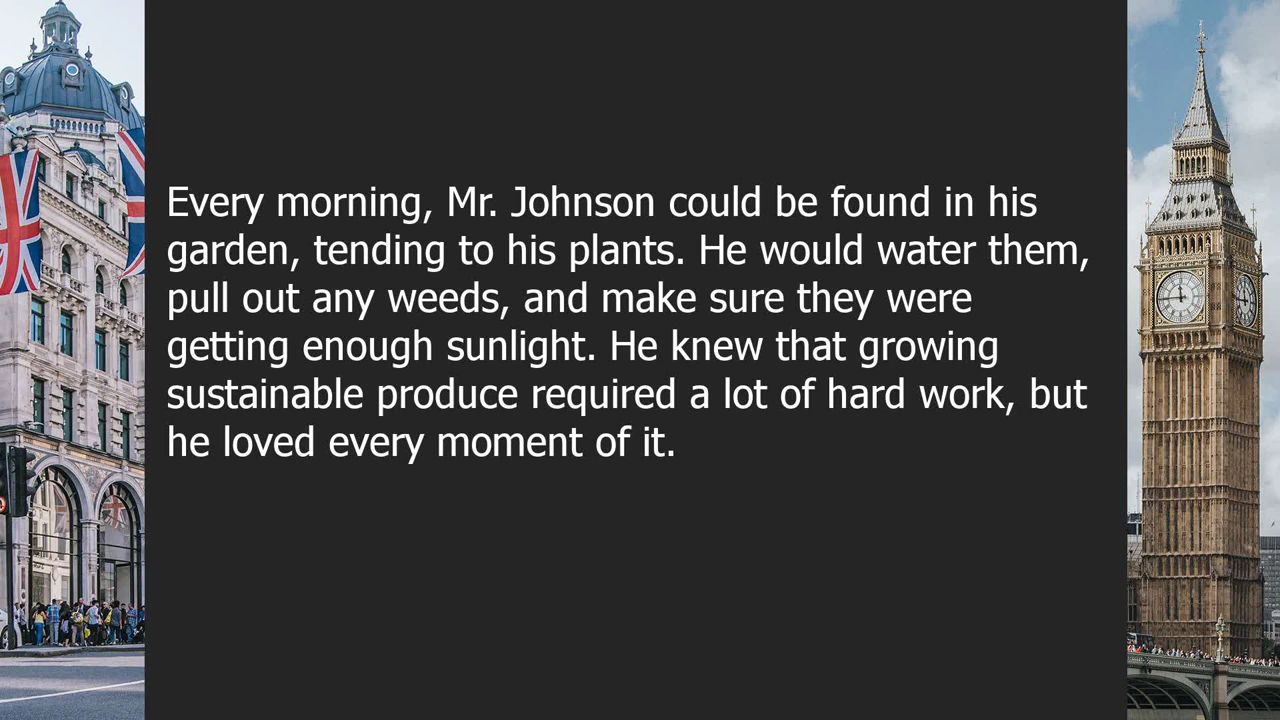 Every morning, Mr. Johnson could be found in his
garden, tending to his plants. He would water them,
pull out any weeds, and make sure they were
getting enough sunlight. He knew that growing
sustainable produce required a lot of hard work, but
he loved every moment of it.